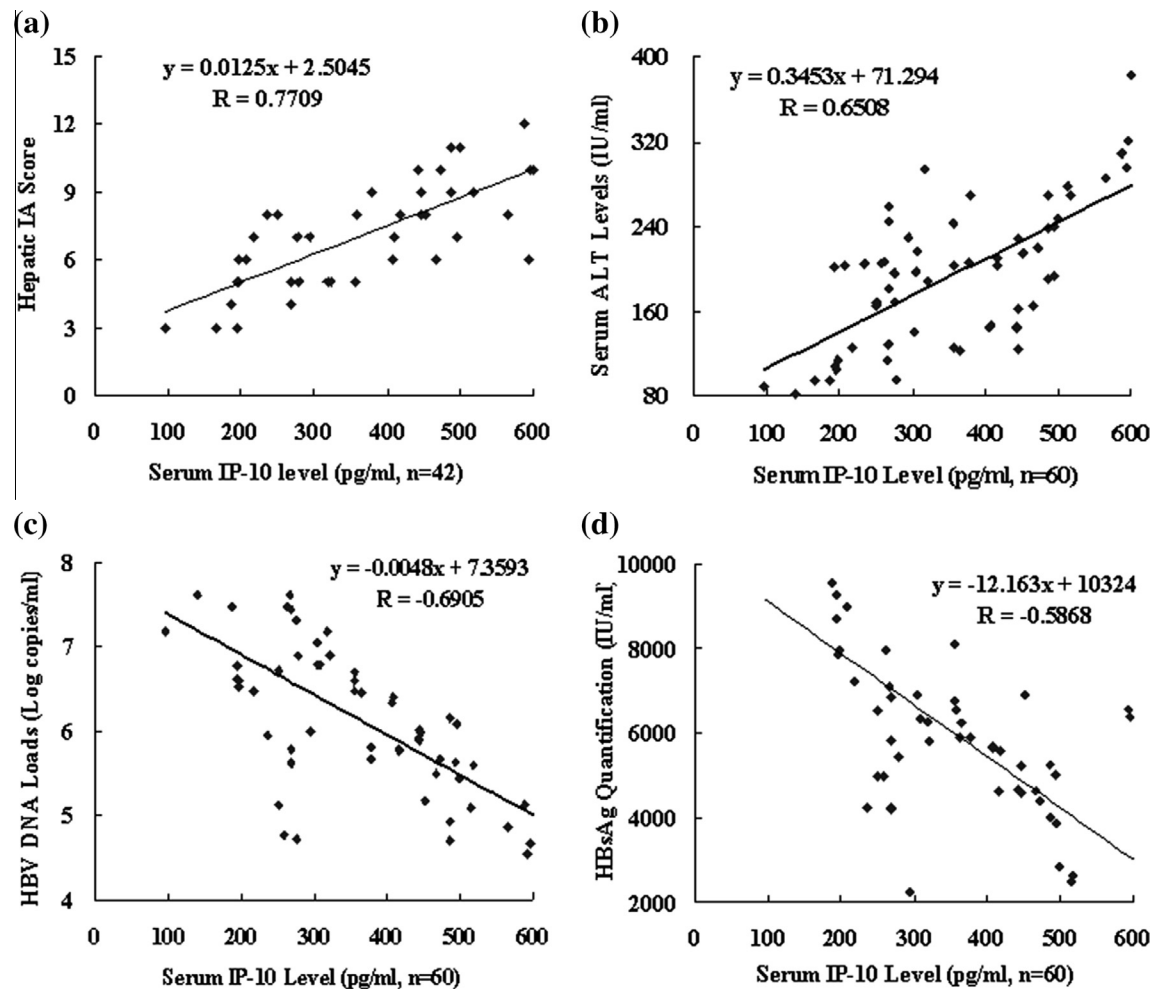 (a)
15
12
9
6
3
0
Hepatic IA Score
y = 0.0125x + 2.5045
R = 0.7709
0 100 200 300 400 500 600
Serum IP-10 level (pg/ml, n=42)
(b)
400
320
240
160
80
Serum ALT Levels (IU/ml)
y = 0.3453x + 71.294
R = 0.6508
0 100 200 300 400 500 600
Serum IP-10 Level (pg/ml, n=60)
(c)
8
7
6
5
4
HBV DNA Loads (Log copies/ml)
y = -0.0048x + 7.3593
R = -0.6905
0 100 200 300 400 500 600
Serum IP-10 Level (pg/ml, n=60)
(d)
10000
8000
6000
4000
2000
HBsAg Quantification (IU/ml)
y = -12.163x + 10324
R = -0.5868
0 100 200 300 400 500 600
Serum IP-10 Level (pg/ml, n=60)